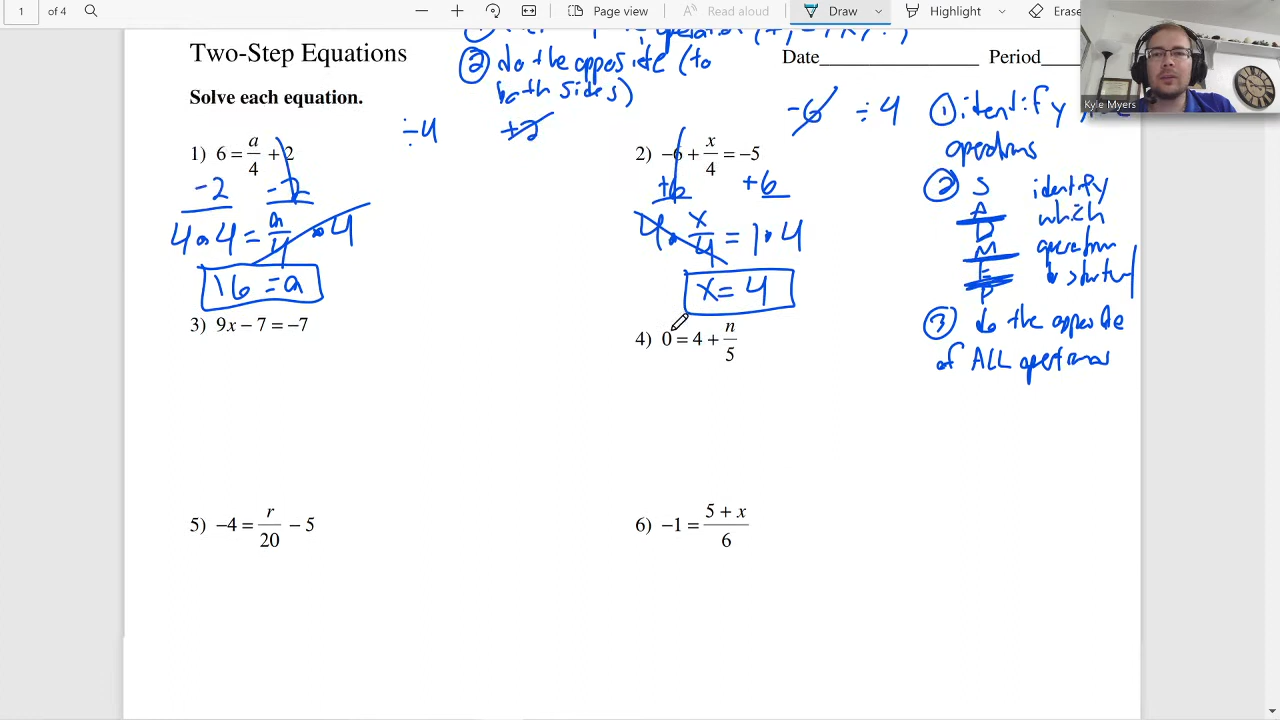 1 of 4 Page view Read aloud Draw Highlight Erase
Two-Step Equations
② do the opposite (to
both sides)
Date Period
Kyle Myers
Solve each equation.
÷4 +2
-6 ÷ 4
① identify
operations
1) 6 = a/4 + 2
-2 -2
4 • 4 = a/4 • 4
16 = a
2) −6 + x/4 = −5
+6 +6
4 • x/4 = 1 • 4
x = 4
② S identify
A which
D
M operation
E
P
③ do the opposite
of ALL operations
3) 9x − 7 = −7
4) 0 = 4 + n/5
5) −4 = r/20 − 5
6) −1 = (5 + x)/6